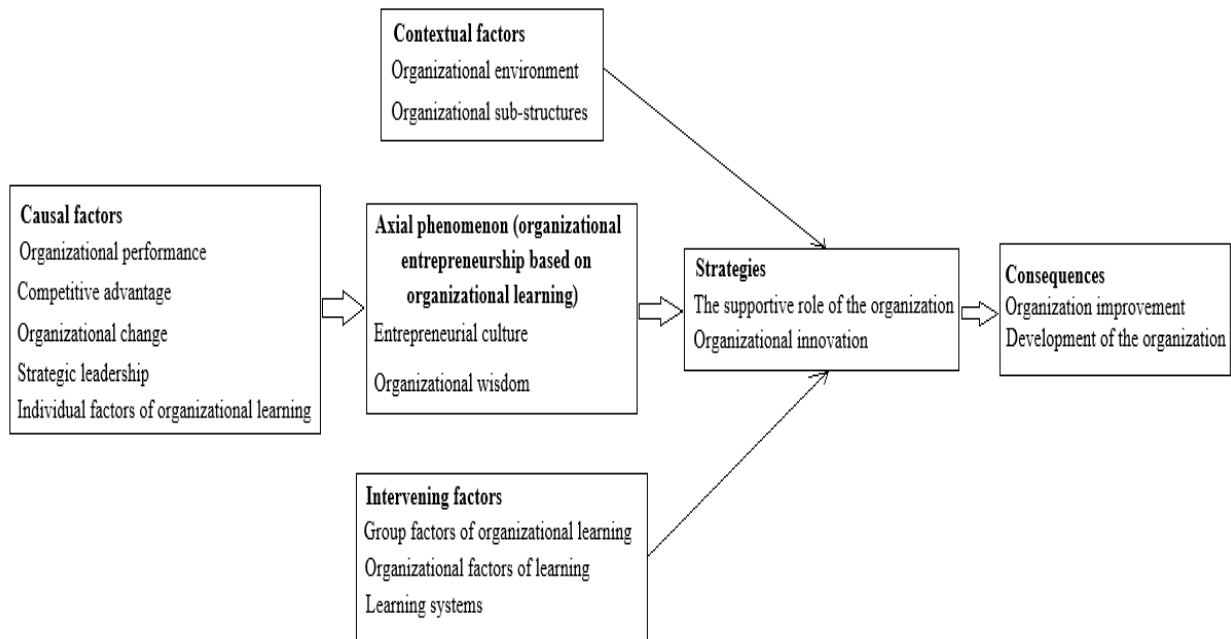 Contextual factors
Organizational environment
Organizational sub-structures
Causal factors
Organizational performance
Competitive advantage
Organizational change
Strategic leadership
Individual factors of organizational learning
Axial phenomenon (organizational
entrepreneurship based on
organizational learning)
Entrepreneurial culture
Organizational wisdom
Strategies
The supportive role of the organization
Organizational innovation
Consequences
Organization improvement
Development of the organization
Intervening factors
Group factors of organizational learning
Organizational factors of learning
Learning systems